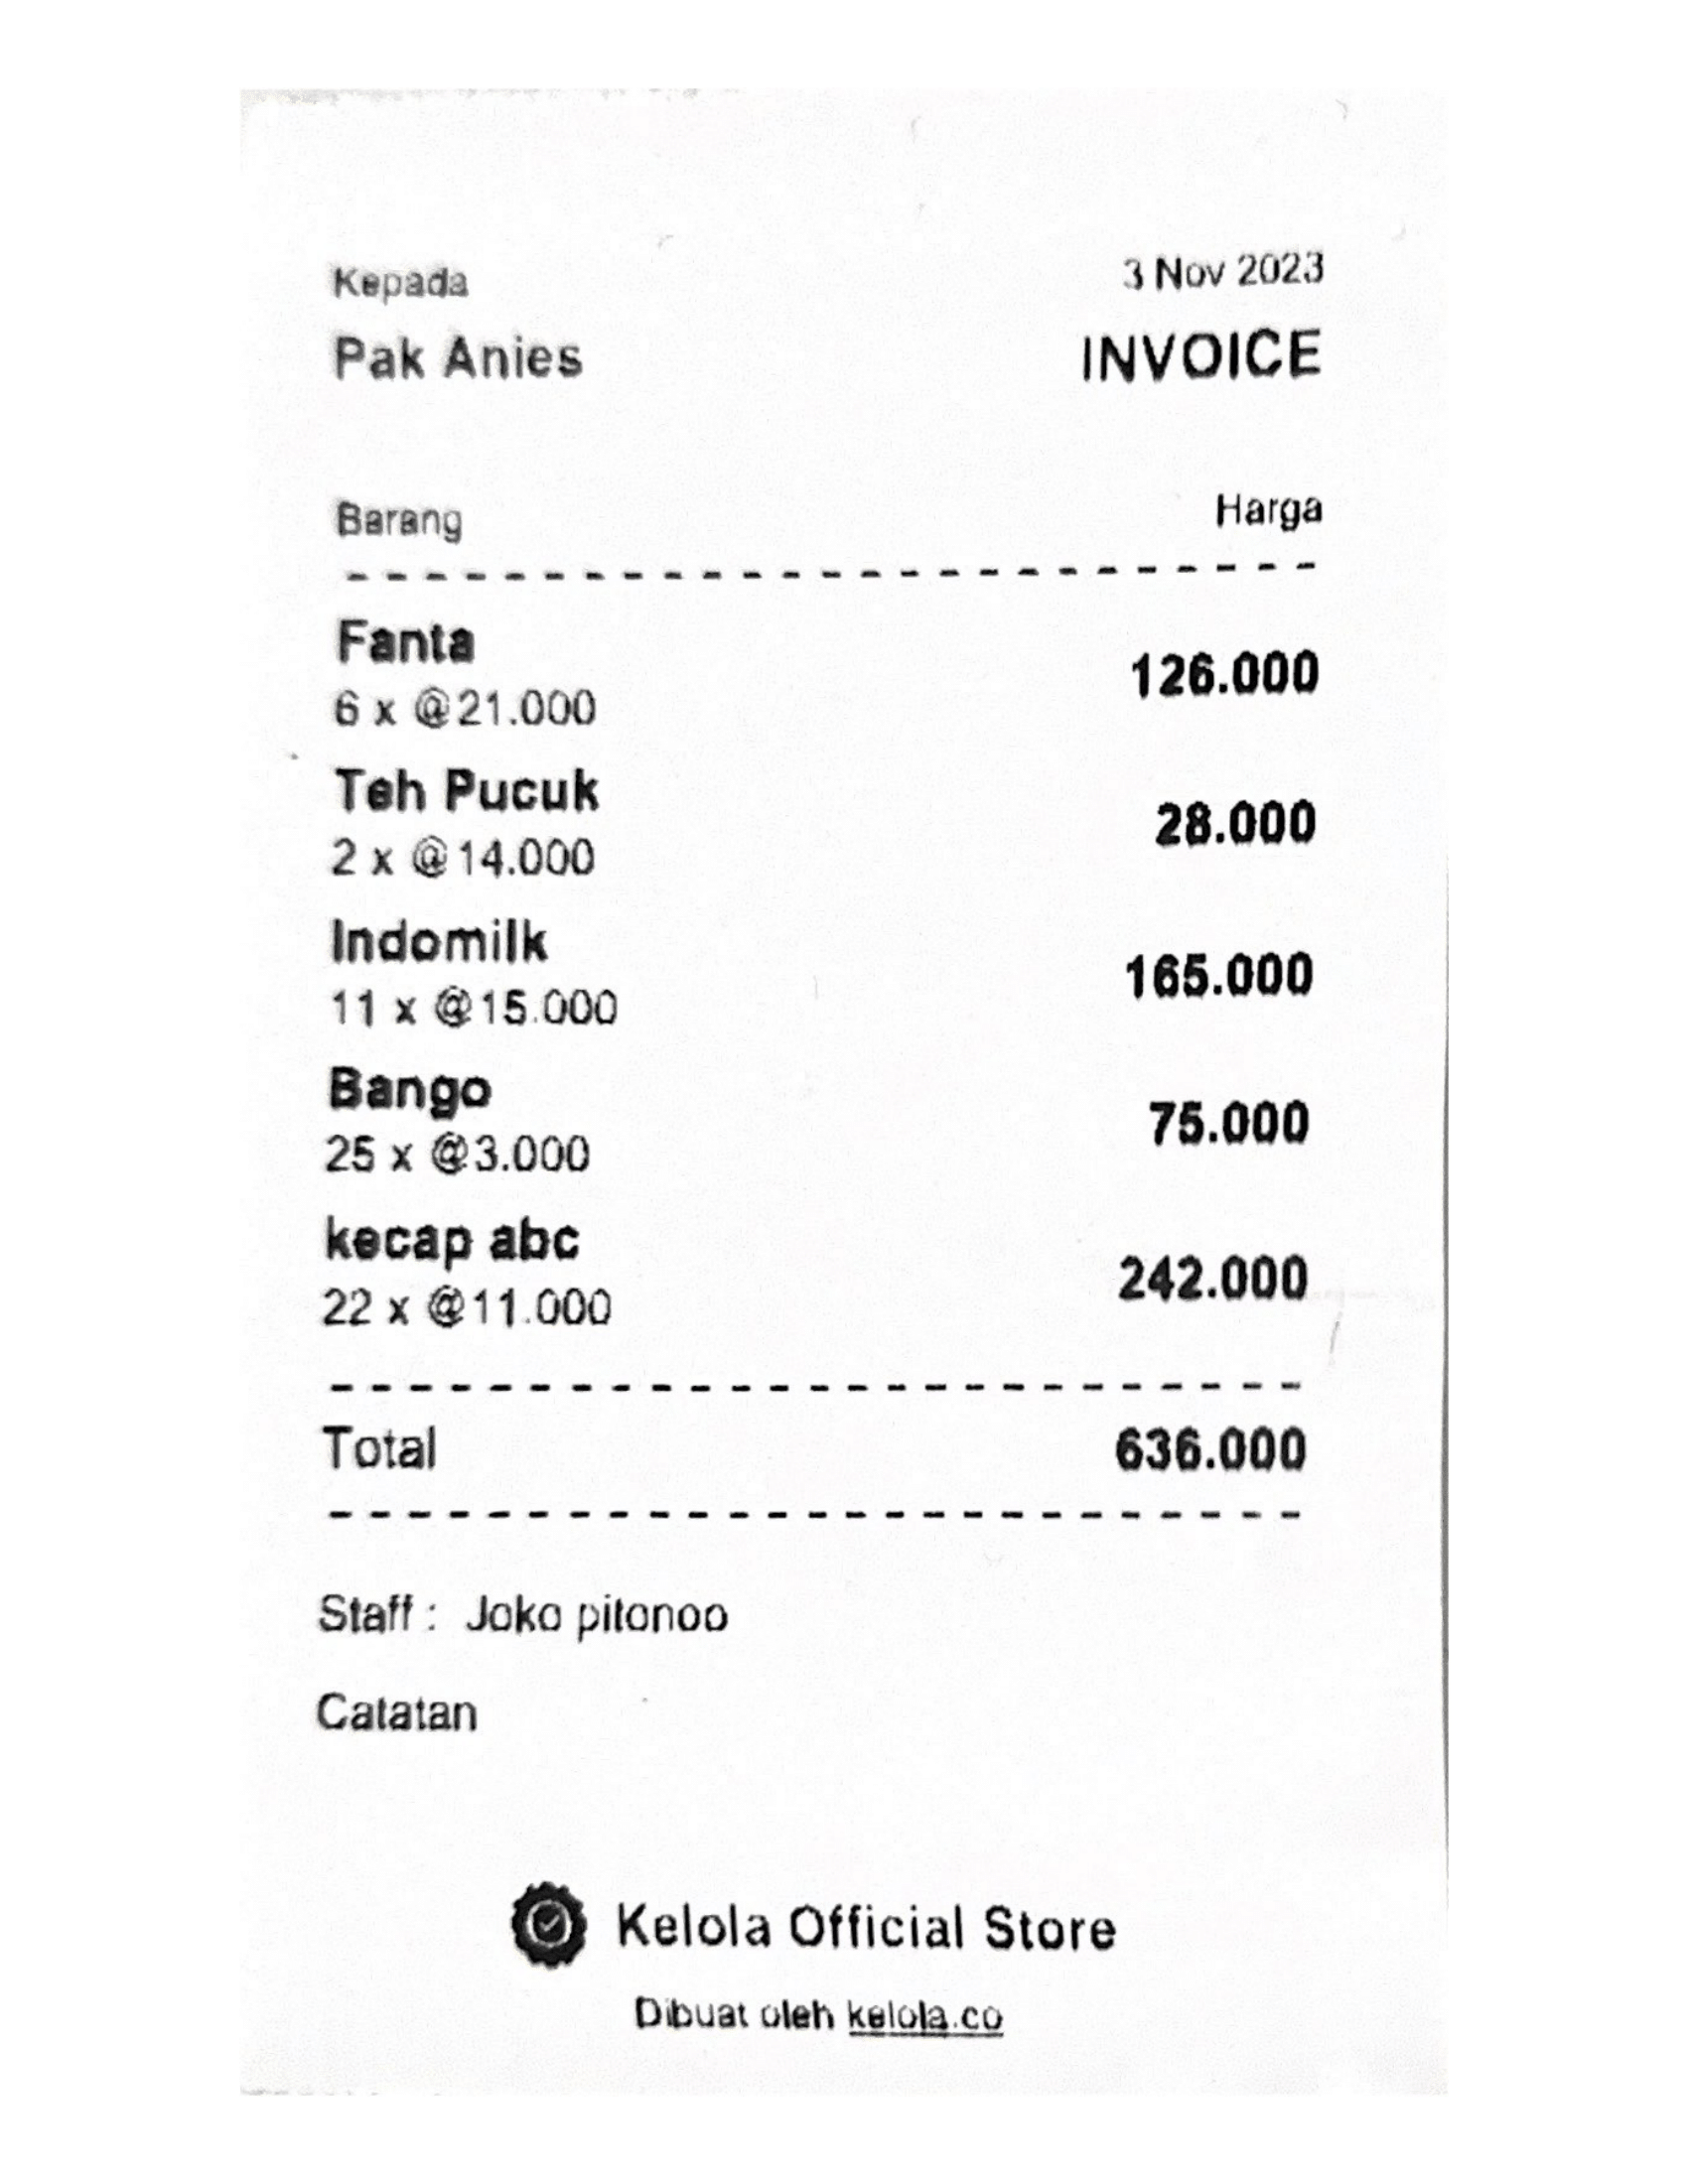 Kepada
3 Nov 2023
Pak Anies
INVOICE
Barang
Harga
Fanta
6 x @21.000
126.000
Teh Pucuk
2 x @14.000
28.000
Indomilk
11 x @15.000
165.000
Bango
25 x @3.000
75.000
kecap abc
22 x @11.000
242.000
Total
636.000
Staff : Joko pitonoo
Catatan
Kelola Official Store
Dibuat oleh kelola.co